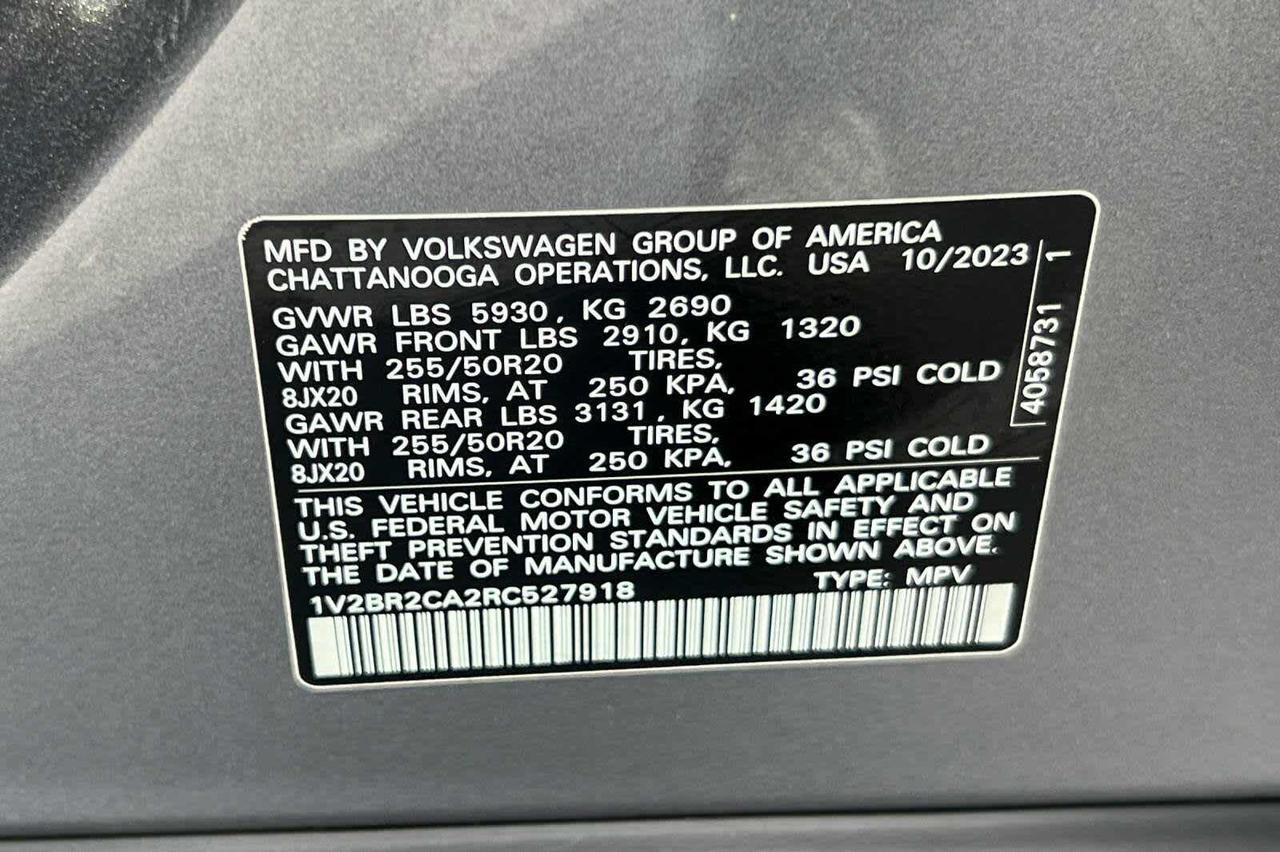 MFD BY VOLKSWAGEN GROUP OF AMERICA
CHATTANOOGA OPERATIONS, LLC. USA 10/2023
GVWR LBS 5930, KG 2690
GAWR FRONT LBS 2910, KG 1320
WITH 255/50R20 TIRES,
8JX20 RIMS, AT 250 KPA, 36 PSI COLD
GAWR REAR LBS 3131, KG 1420
WITH 255/50R20 TIRES,
8JX20 RIMS, AT 250 KPA, 36 PSI COLD
THIS VEHICLE CONFORMS TO ALL APPLICABLE
U.S. FEDERAL MOTOR VEHICLE SAFETY AND
THEFT PREVENTION STANDARDS IN EFFECT ON
THE DATE OF MANUFACTURE SHOWN ABOVE.
1V2BR2CA2RC527918 TYPE: MPV
4058731 1